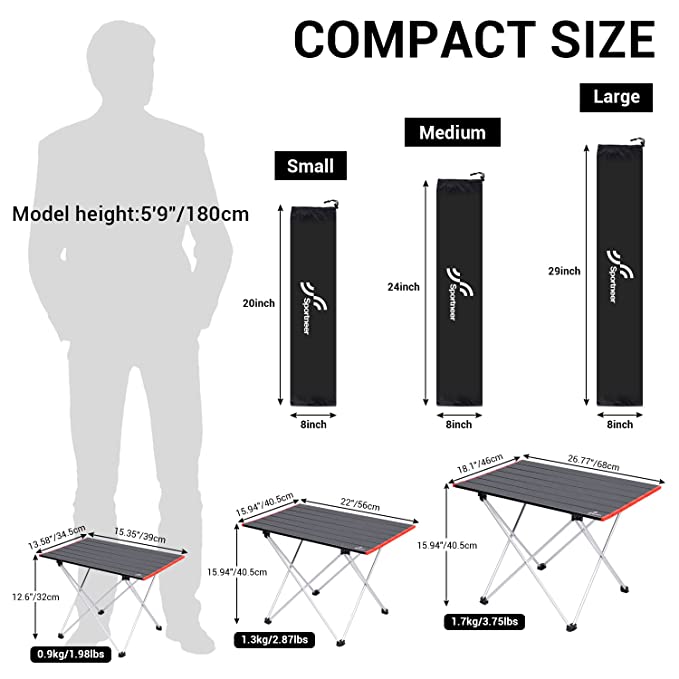 COMPACT SIZE
Large
Medium
Small
Model height:5'9"/180cm
20inch
24inch
29inch
Sportneer
Sportneer
Sportneer
8inch
8inch
8inch
13.58"/34.5cm
15.35"/39cm
12.6"/32cm
0.9kg/1.98lbs
15.94"/40.5cm
22"/56cm
15.94"/40.5cm
1.3kg/2.87lbs
18.1"/46cm
26.77"/68cm
15.94"/40.5cm
1.7kg/3.75lbs